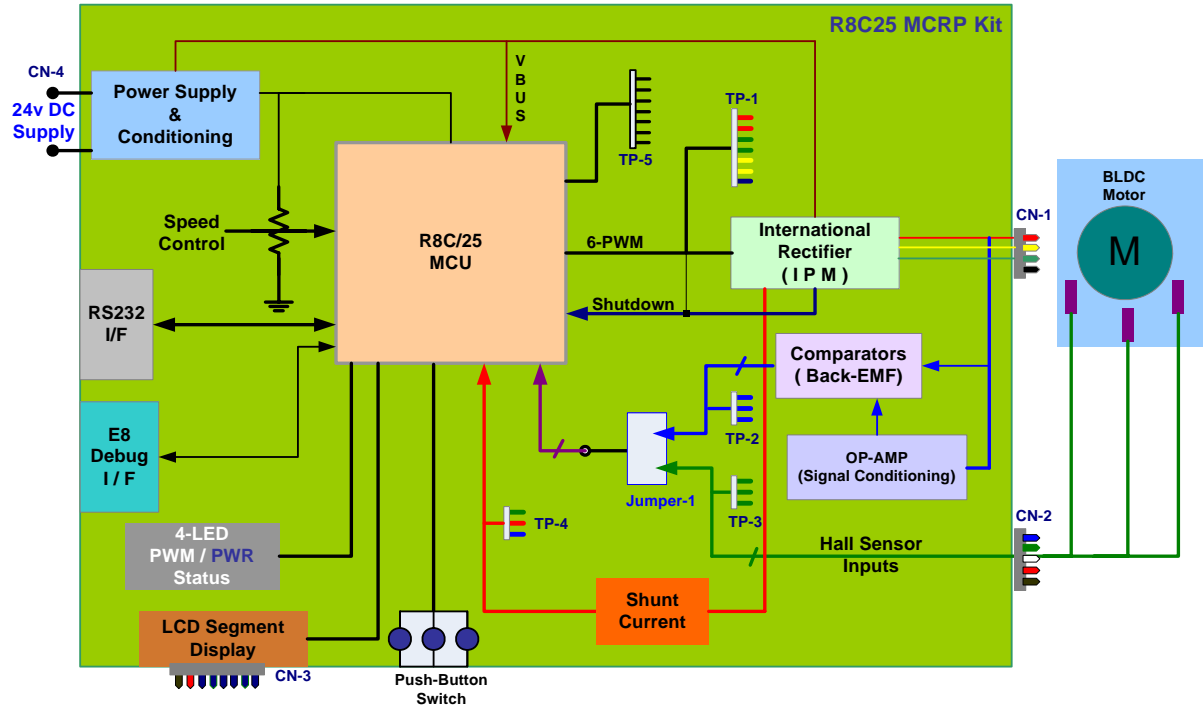 R8C25 MCRP Kit
CN-4
24v DC
Supply
Power Supply
&
Conditioning
V
B
U
S
TP-5
TP-1
BLDC
Motor
M
CN-1
Speed
Control
R8C/25
MCU
6-PWM
International
Rectifier
( I P M )
Shutdown
RS232
I/F
E8
Debug
I / F
Comparators
( Back-EMF)
TP-2
OP-AMP
(Signal Conditioning)
Jumper-1
TP-3
TP-4
CN-2
Hall Sensor
Inputs
4-LED
PWM / PWR
Status
Shunt
Current
LCD Segment
Display
CN-3
Push-Button
Switch